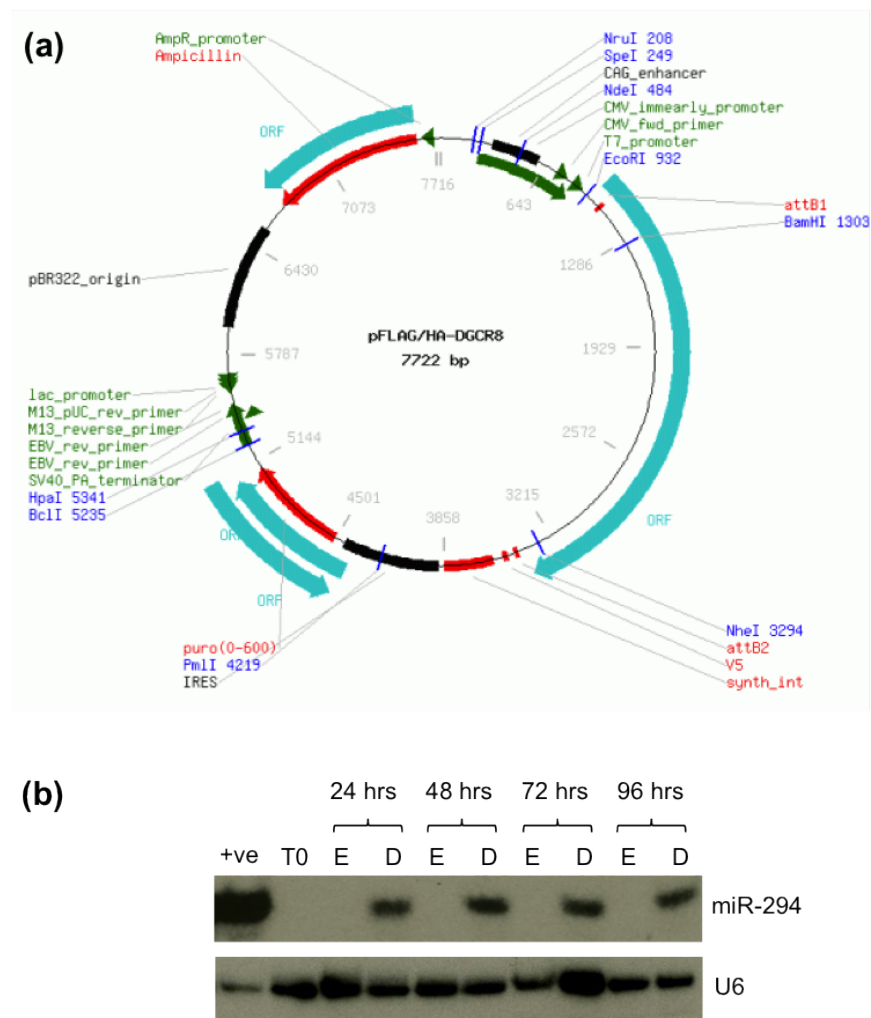 (a)
AmpR_promoter
Ampicillin
NruI 208
SpeI 249
CAG_enhancer
NdeI 484
CMV_immearly_promoter
CMV_fwd_primer
T7_promoter
EcoRI 932
attB1
BamHI 1303
ORF
7716
643
7073
1286
6430
pBR322_origin
pFLAG/HA-DGCR8
7722 bp
5787
1929
lac_promoter
M13_pUC_rev_primer
M13_reverse_primer
EBV_rev_primer
EBV_rev_primer
SV40_PA_terminator
HpaI 5341
BclI 5235
5144
2572
4501
3858
3215
ORF
ORF
ORF
puro(0-600)
PmlI 4219
IRES
NheI 3294
attB2
V5
synth_int
(b)
24 hrs 48 hrs 72 hrs 96 hrs
+ve T0 E D E D E D E D
miR-294
U6